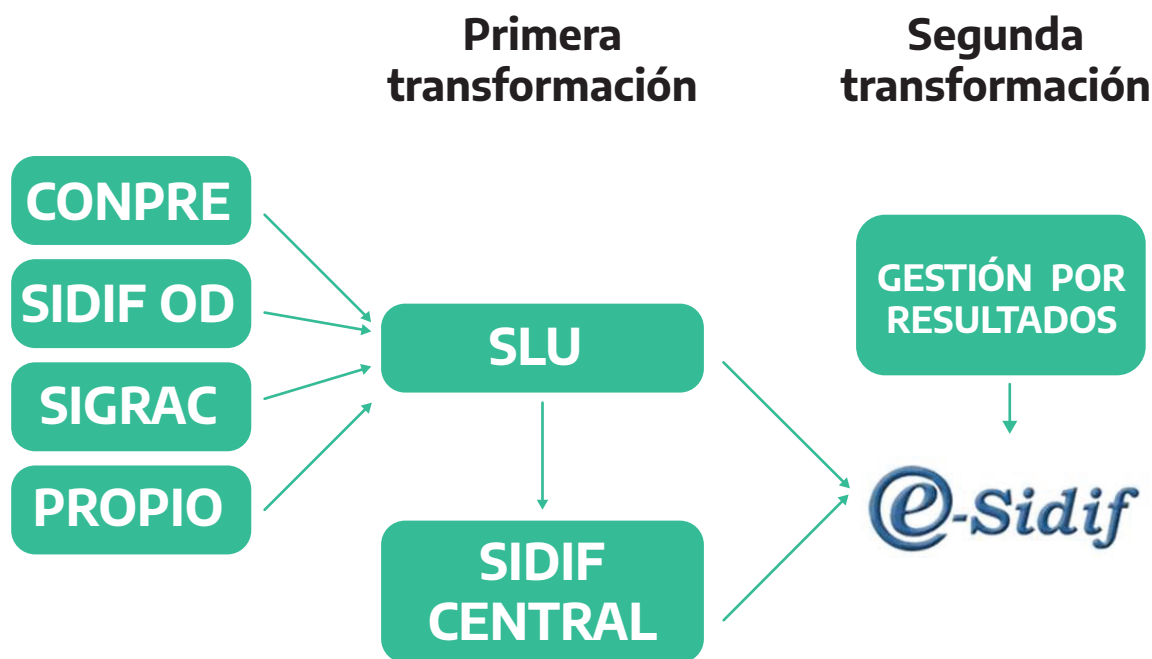 Primera
transformación
Segunda
transformación
CONPRE
SIDIF OD
SIGRAC
PROPIO
SLU
SIDIF
CENTRAL
GESTIÓN POR
RESULTADOS
@-Sidif